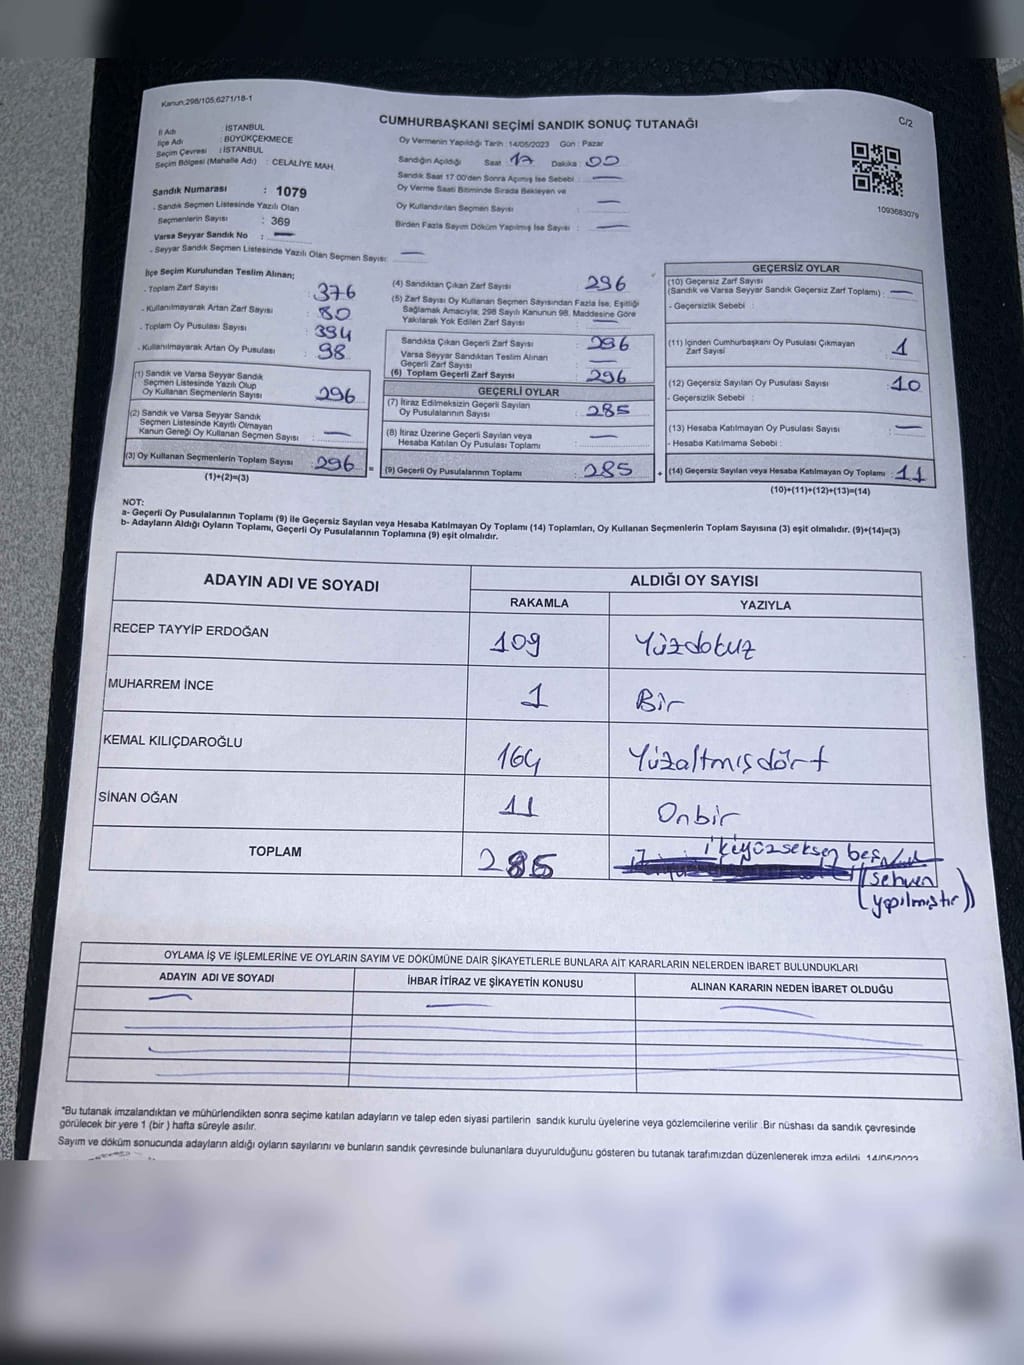 Kanun:298/105,6271/18-1
C/2
CUMHURBAŞKANI SEÇİMİ SANDIK SONUÇ TUTANAĞI
İl Adı : İSTANBUL
İlçe Adı : BÜYÜKÇEKMECE
Seçim Çevresi : İSTANBUL
Seçim Bölgesi (Mahalle Adı) : CELALİYE MAH.
Sandık Numarası : 1079
- Sandık Seçmen Listesinde Yazılı Olan
Seçmenlerin Sayısı : 369
Varsa Seyyar Sandık No : —
- Seyyar Sandık Seçmen Listesinde Yazılı Olan Seçmen Sayısı: —
Oy Vermenin Yapıldığı Tarih :14/05/2023 Gün : Pazar
Sandığın Açıldığı Saat 17 Dakika : 00
Sandık Saat 17:00'den Sonra Açılmış İse Sebebi : —
Oy Verme Saati Bitiminde Sırada Bekleyen ve
Oy Kullandırılan Seçmen Sayısı : —
Birden Fazla Sayım Döküm Yapılmış İse Sayısı : —
1093683079
İlçe Seçim Kurulundan Teslim Alınan;
- Toplam Zarf Sayısı : 376
- Kullanılmayarak Artan Zarf Sayısı : 80
- Toplam Oy Pusulası Sayısı : 394
- Kullanılmayarak Artan Oy Pusulası : 98
(1) Sandık ve Varsa Seyyar Sandık
Seçmen Listesinde Yazılı Olup
Oy Kullanan Seçmenlerin Sayısı : 296
(2) Sandık ve Varsa Seyyar Sandık
Seçmen Listesinde Kayıtlı Olmayan
Kanun Gereği Oy Kullanan Seçmen Sayısı : —
(3) Oy Kullanan Seçmenlerin Toplam Sayısı : 296 =
(1)+(2)=(3)
(4) Sandıktan Çıkan Zarf Sayısı : 296
(5) Zarf Sayısı Oy Kullanan Seçmen Sayısından Fazla İse, Eşitliği
Sağlamak Amacıyla; 298 Sayılı Kanunun 98. Maddesine Göre
Yakılarak Yok Edilen Zarf Sayısı : —
Sandıkta Çıkan Geçerli Zarf Sayısı : 296
Varsa Seyyar Sandıktan Teslim Alınan
Geçerli Zarf Sayısı : —
(6) Toplam Geçerli Zarf Sayısı : 296
GEÇERLİ OYLAR
(7) İtiraz Edilmeksizin Geçerli Sayılan
Oy Pusulalarının Sayısı : 285
(8) İtiraz Üzerine Geçerli Sayılan veya
Hesaba Katılan Oy Pusulası Toplamı : —
(9) Geçerli Oy Pusulalarının Toplamı : 285 +
GEÇERSİZ OYLAR
(10) Geçersiz Zarf Sayısı
(Sandık ve Varsa Seyyar Sandık Geçersiz Zarf Toplamı) : —
- Geçersizlik Sebebi :
(11) İçinden Cumhurbaşkanı Oy Pusulası Çıkmayan
Zarf Sayısı : 1
(12) Geçersiz Sayılan Oy Pusulası Sayısı : 10
- Geçersizlik Sebebi :
(13) Hesaba Katılmayan Oy Pusulası Sayısı : —
- Hesaba Katılmama Sebebi :
(14) Geçersiz Sayılan veya Hesaba Katılmayan Oy Toplamı : 11
(10)+(11)+(12)+(13)=(14)
NOT:
a- Geçerli Oy Pusulalarının Toplamı (9) ile Geçersiz Sayılan veya Hesaba Katılmayan Oy Toplamı (14) Toplamları, Oy Kullanan Seçmenlerin Toplam Sayısına (3) eşit olmalıdır. (9)+(14)=(3)
b- Adayların Aldığı Oyların Toplamı, Geçerli Oy Pusulalarının Toplamına (9) eşit olmalıdır.
ADAYIN ADI VE SOYADI ALDIĞI OY SAYISI
RAKAMLA YAZIYLA
RECEP TAYYİP ERDOĞAN 109 Yüzdokuz
MUHARREM İNCE 1 Bir
KEMAL KILIÇDAROĞLU 164 Yüzaltmışdört
SİNAN OĞAN 11 Onbir
TOPLAM 285 ikiyüzseksen beş
(sehven
yapılmıştır)
OYLAMA İŞ VE İŞLEMLERİNE VE OYLARIN SAYIM VE DÖKÜMÜNE DAİR ŞİKAYETLERLE BUNLARA AİT KARARLARIN NELERDEN İBARET BULUNDUKLARI
ADAYIN ADI VE SOYADI İHBAR İTİRAZ VE ŞİKAYETİN KONUSU ALINAN KARARIN NEDEN İBARET OLDUĞU
*Bu tutanak imzalandıktan ve mühürlendikten sonra seçime katılan adayların ve talep eden siyasi partilerin sandık kurulu üyelerine veya gözlemcilerine verilir .Bir nüshası da sandık çevresinde
görülecek bir yere 1 (bir ) hafta süreyle asılır.
Sayım ve döküm sonucunda adayların aldığı oyların sayılarını ve bunların sandık çevresinde bulunanlara duyurulduğunu gösteren bu tutanak tarafımızdan düzenlenerek imza edildi. 14/05/2023